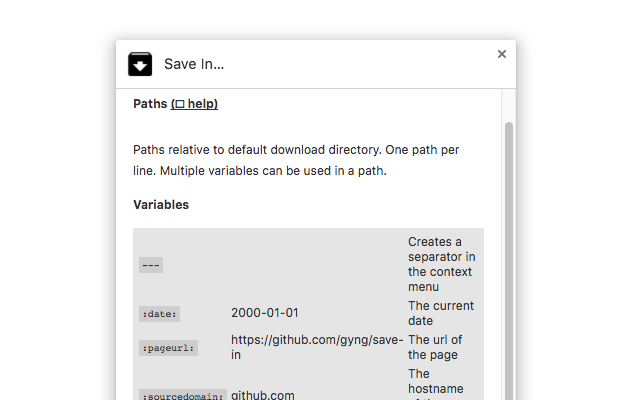 Save In...
×
Paths (□ help)
Paths relative to default download directory. One path per
line. Multiple variables can be used in a path.
Variables
--- Creates a
separator in
the context
menu
:date: 2000-01-01 The current
date
:pageurl: https://github.com/gyng/save-
in The url of
the page
:sourcedomain: github.com The
hostname